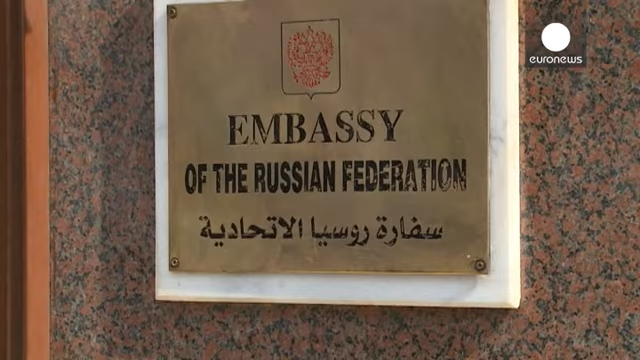 euronews
EMBASSY
OF THE RUSSIAN FEDERATION
سفارة روسيا الاتحادية